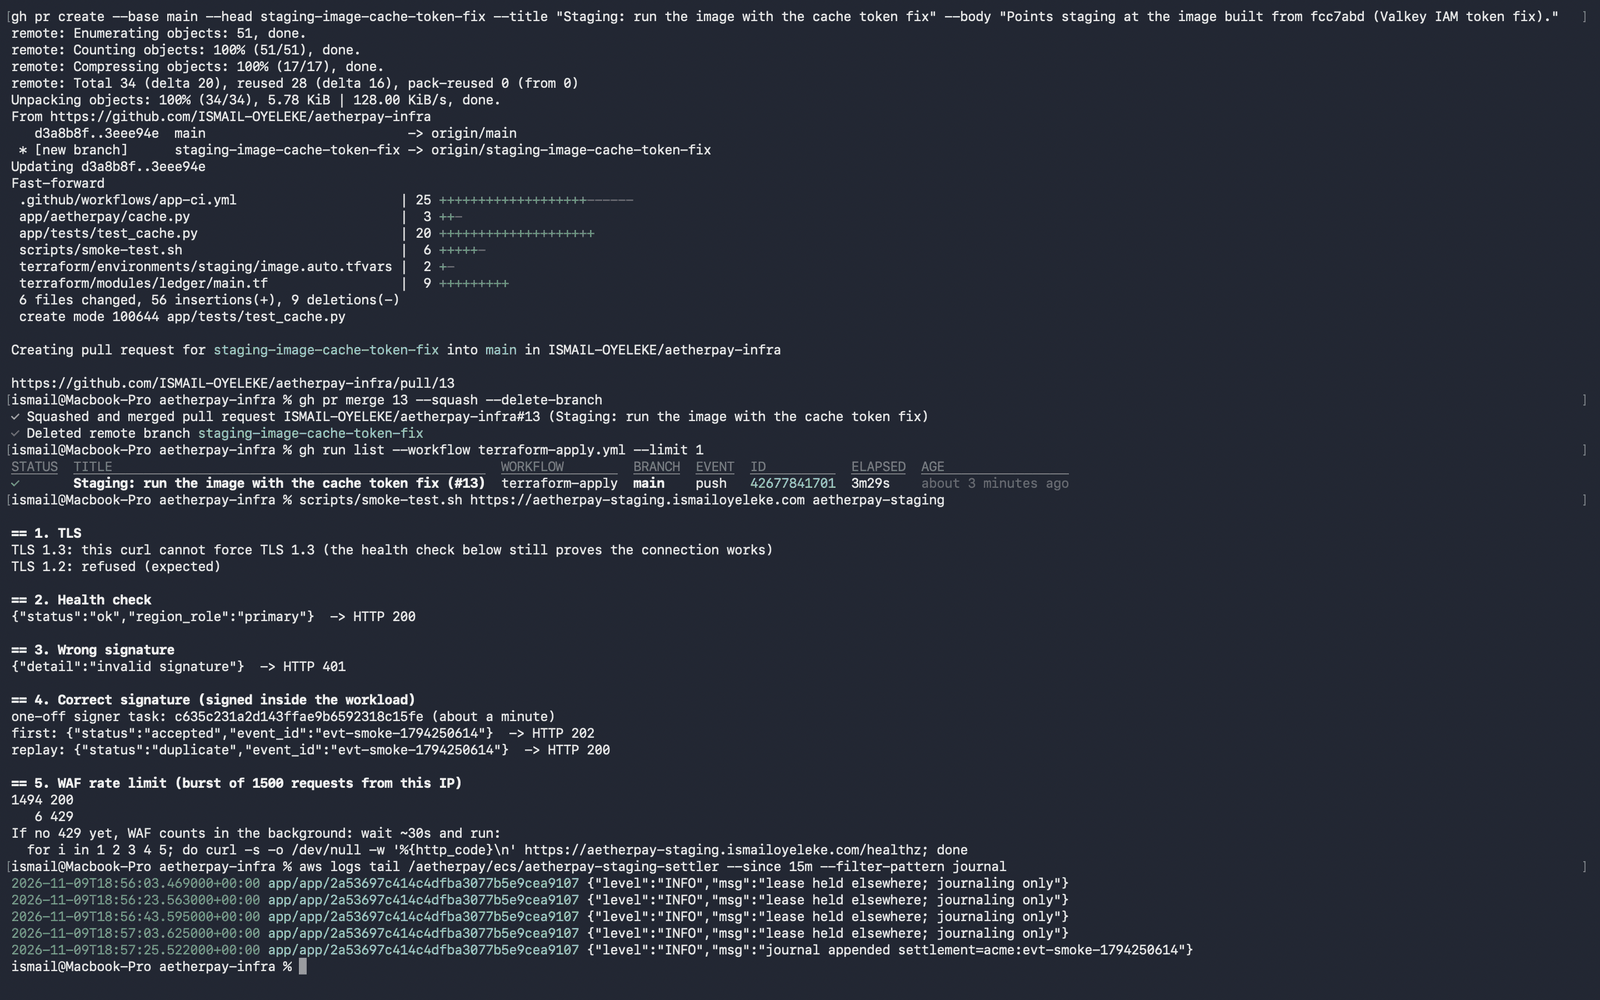 [gh pr create --base main --head staging-image-cache-token-fix --title "Staging: run the image with the cache token fix" --body "Points staging at the image built from fcc7abd (Valkey IAM token fix)." ]
remote: Enumerating objects: 51, done.
remote: Counting objects: 100% (51/51), done.
remote: Compressing objects: 100% (17/17), done.
remote: Total 34 (delta 20), reused 28 (delta 16), pack-reused 0 (from 0)
Unpacking objects: 100% (34/34), 5.78 KiB | 128.00 KiB/s, done.
From https://github.com/ISMAIL-OYELEKE/aetherpay-infra
   d3a8b8f..3eee94e  main                          -> origin/main
 * [new branch]      staging-image-cache-token-fix -> origin/staging-image-cache-token-fix
Updating d3a8b8f..3eee94e
Fast-forward
 .github/workflows/app-ci.yml                     | 25 +++++++++++++++++++------
 app/aetherpay/cache.py                           |  3 ++-
 app/tests/test_cache.py                          | 20 ++++++++++++++++++++
 scripts/smoke-test.sh                            |  6 +++++-
 terraform/environments/staging/image.auto.tfvars |  2 +-
 terraform/modules/ledger/main.tf                 |  9 +++++++++
 6 files changed, 56 insertions(+), 9 deletions(-)
 create mode 100644 app/tests/test_cache.py
Creating pull request for staging-image-cache-token-fix into main in ISMAIL-OYELEKE/aetherpay-infra
https://github.com/ISMAIL-OYELEKE/aetherpay-infra/pull/13
[ismail@Macbook-Pro aetherpay-infra % gh pr merge 13 --squash --delete-branch ]
✓ Squashed and merged pull request ISMAIL-OYELEKE/aetherpay-infra#13 (Staging: run the image with the cache token fix)
✓ Deleted remote branch staging-image-cache-token-fix
[ismail@Macbook-Pro aetherpay-infra % gh run list --workflow terraform-apply.yml --limit 1 ]
STATUS  TITLE  WORKFLOW  BRANCH  EVENT  ID  ELAPSED  AGE
✓  Staging: run the image with the cache token fix (#13)  terraform-apply  main  push  42677841701  3m29s  about 3 minutes ago
[ismail@Macbook-Pro aetherpay-infra % scripts/smoke-test.sh https://aetherpay-staging.ismailoyeleke.com aetherpay-staging ]
== 1. TLS
TLS 1.3: this curl cannot force TLS 1.3 (the health check below still proves the connection works)
TLS 1.2: refused (expected)
== 2. Health check
{"status":"ok","region_role":"primary"}  -> HTTP 200
== 3. Wrong signature
{"detail":"invalid signature"}  -> HTTP 401
== 4. Correct signature (signed inside the workload)
one-off signer task: c635c231a2d143ffae9b6592318c15fe (about a minute)
first: {"status":"accepted","event_id":"evt-smoke-1794250614"}  -> HTTP 202
replay: {"status":"duplicate","event_id":"evt-smoke-1794250614"}  -> HTTP 200
== 5. WAF rate limit (burst of 1500 requests from this IP)
1494 200
   6 429
If no 429 yet, WAF counts in the background: wait ~30s and run:
  for i in 1 2 3 4 5; do curl -s -o /dev/null -w '%{http_code}\n' https://aetherpay-staging.ismailoyeleke.com/healthz; done
[ismail@Macbook-Pro aetherpay-infra % aws logs tail /aetherpay/ecs/aetherpay-staging-settler --since 15m --filter-pattern journal ]
2026-11-09T18:56:03.469000+00:00 app/app/2a53697c414c4dfba3077b5e9cea9107 {"level":"INFO","msg":"lease held elsewhere; journaling only"}
2026-11-09T18:56:23.563000+00:00 app/app/2a53697c414c4dfba3077b5e9cea9107 {"level":"INFO","msg":"lease held elsewhere; journaling only"}
2026-11-09T18:56:43.595000+00:00 app/app/2a53697c414c4dfba3077b5e9cea9107 {"level":"INFO","msg":"lease held elsewhere; journaling only"}
2026-11-09T18:57:03.625000+00:00 app/app/2a53697c414c4dfba3077b5e9cea9107 {"level":"INFO","msg":"lease held elsewhere; journaling only"}
2026-11-09T18:57:25.522000+00:00 app/app/2a53697c414c4dfba3077b5e9cea9107 {"level":"INFO","msg":"journal appended settlement=acme:evt-smoke-1794250614"}
ismail@Macbook-Pro aetherpay-infra %